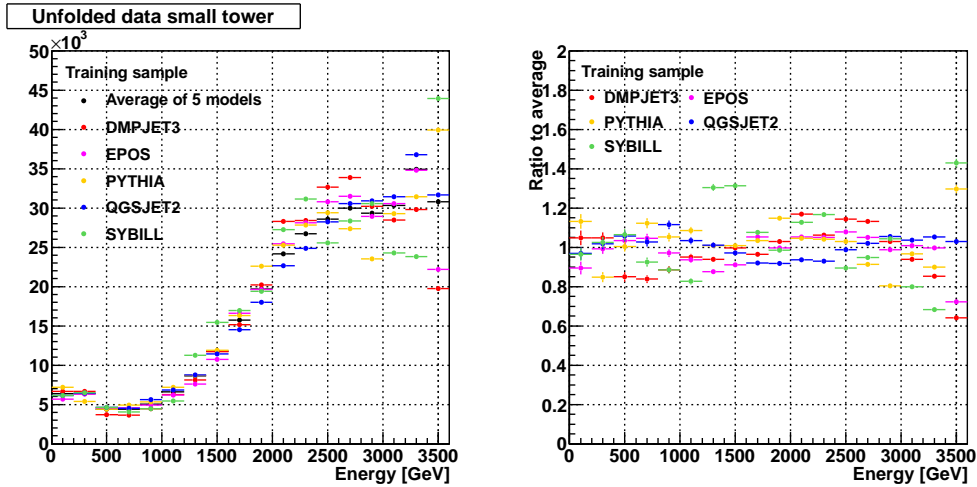 Unfolded data small tower
×10³
50
45
40
35
30
25
20
15
10
5
0
Training sample
Average of 5 models
DMPJET3
EPOS
PYTHIA
QGSJET2
SYBILL
0 500 1000 1500 2000 2500 3000 3500
Energy [GeV]
Ratio to average
2
1.8
1.6
1.4
1.2
1
0.8
0.6
0.4
0.2
0
Training sample
DMPJET3 EPOS
PYTHIA QGSJET2
SYBILL
0 500 1000 1500 2000 2500 3000 3500
Energy [GeV]